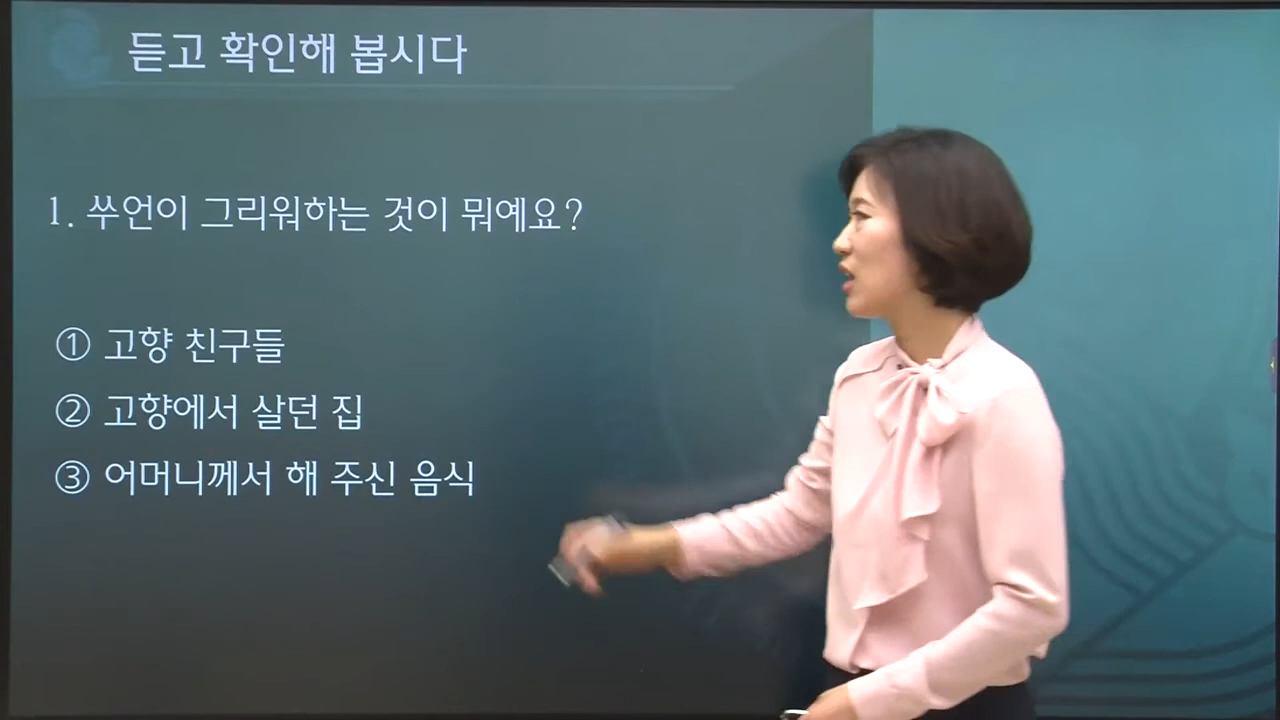 듣고 확인해 봅시다
1. 쑤언이 그리워하는 것이 뭐예요?
① 고향 친구들
② 고향에서 살던 집
③ 어머니께서 해 주신 음식